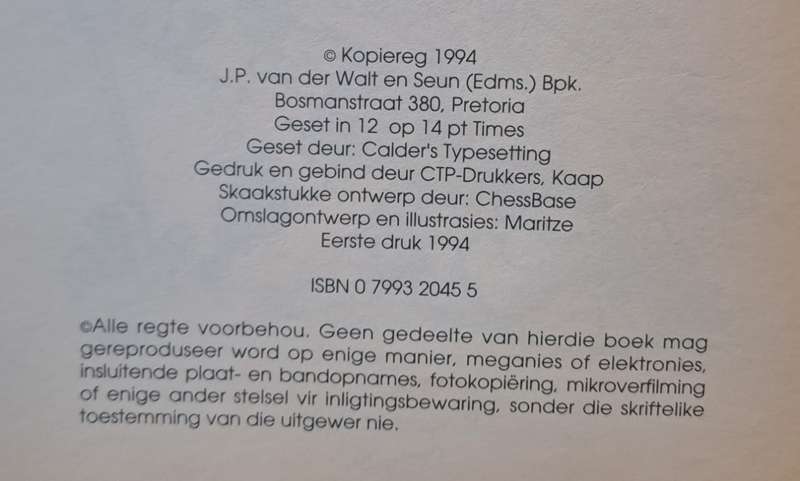 © Kopiereg 1994
J.P. van der Walt en Seun (Edms.) Bpk.
Bosmanstraat 380, Pretoria
Geset in 12 op 14 pt Times
Geset deur: Calder's Typesetting
Gedruk en gebind deur CTP-Drukkers, Kaap
Skaakstukke ontwerp deur: ChessBase
Omslagontwerp en illustrasies: Maritze
Eerste druk 1994
ISBN 0 7993 2045 5
©Alle regte voorbehou. Geen gedeelte van hierdie boek mag
gereproduseer word op enige manier, meganies of elektronies,
insluitende plaat- en bandopnames, fotokopiëring, mikroverfilming
of enige ander stelsel vir inligtingsbewaring, sonder die skriftelike
toestemming van die uitgewer nie.